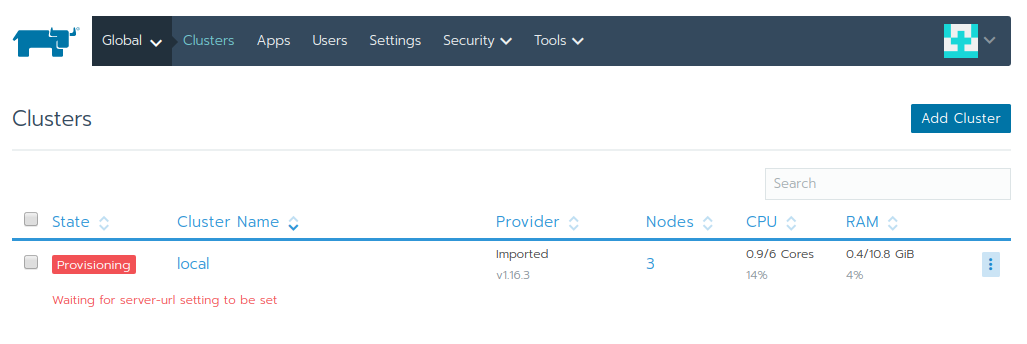 Global Clusters Apps Users Settings Security Tools
Clusters
Add Cluster
Search
State Cluster Name Provider Nodes CPU RAM
Provisioning local Imported 3 0.9/6 Cores 0.4/10.8 GiB
v1.16.3 14% 4%
Waiting for server-url setting to be set